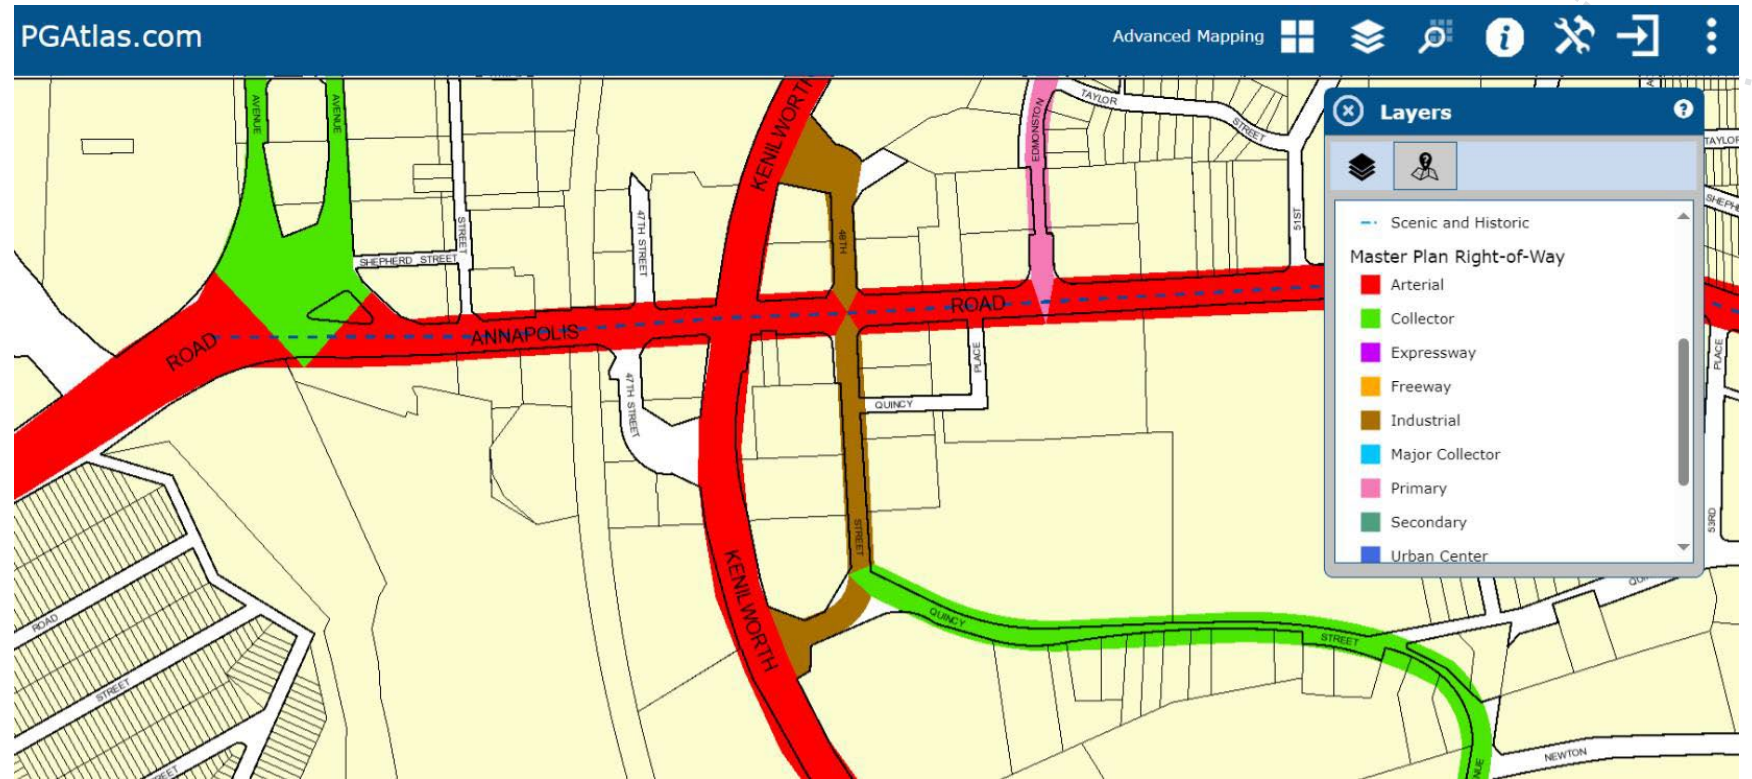 PGAtlas.com
Advanced Mapping
Layers
Scenic and Historic
Master Plan Right-of-Way
Arterial
Collector
Expressway
Freeway
Industrial
Major Collector
Primary
Secondary
Urban Center
AVENUE
AVENUE
KENILWORTH
EDMONSTON
TAYLOR
STREET
TAYLOR
SHEPHERD STREET
STREET
47TH STREET
48TH
51ST
ROAD
ANNAPOLIS
ROAD
47TH STREET
PLACE
QUINCY
PLACE
STREET
53RD
KENILWORTH
QUINCY
STREET
ROAD
STREET
NEWTON